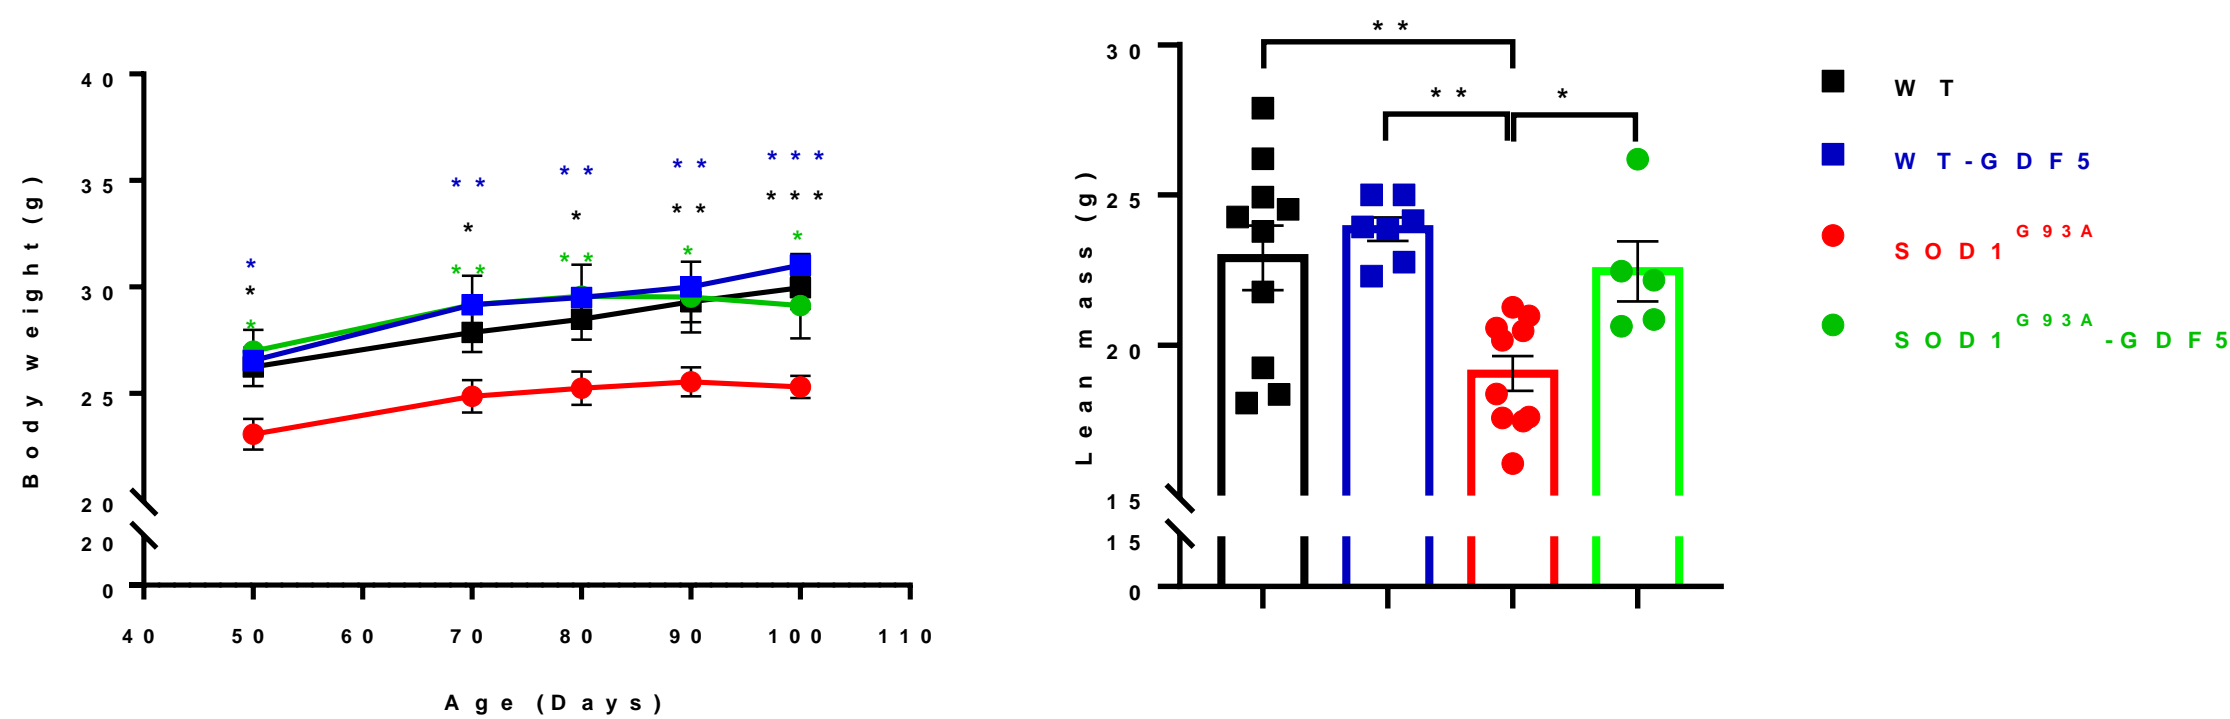 Body weight (g)
40
35
30
25
20
20
0
* ** ** ** ***
* * * ** ***
* ** ** * *
40 50 60 70 80 90 100 110
Age (Days)
Lean mass (g)
30
25
20
15
15
0
**
** *
WT
WT-GDF5
SOD1G93A
SOD1G93A-GDF5